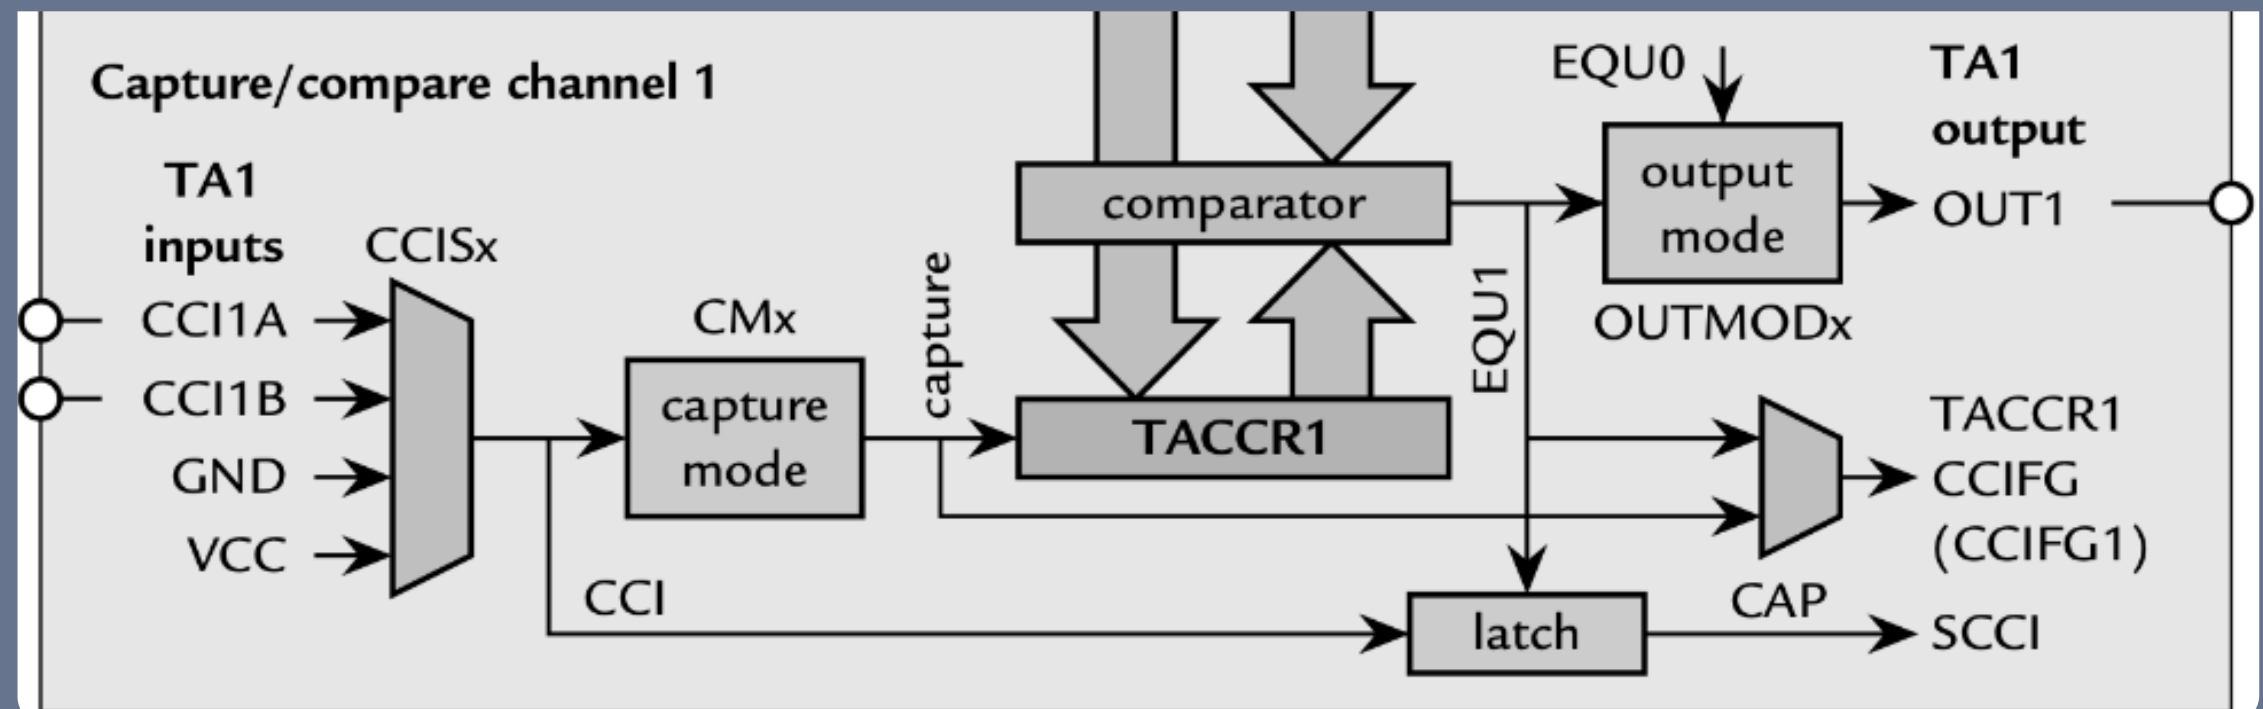 Capture/compare channel 1
EQU0
TA1
output
TA1
inputs
CCISx
comparator
output
mode
OUT1
CCI1A
CMx
capture
EQU1
OUTMODx
CCI1B
capture
mode
TACCR1
TACCR1
GND
CCIFG
VCC
(CCIFG1)
CCI
CAP
latch
SCCI